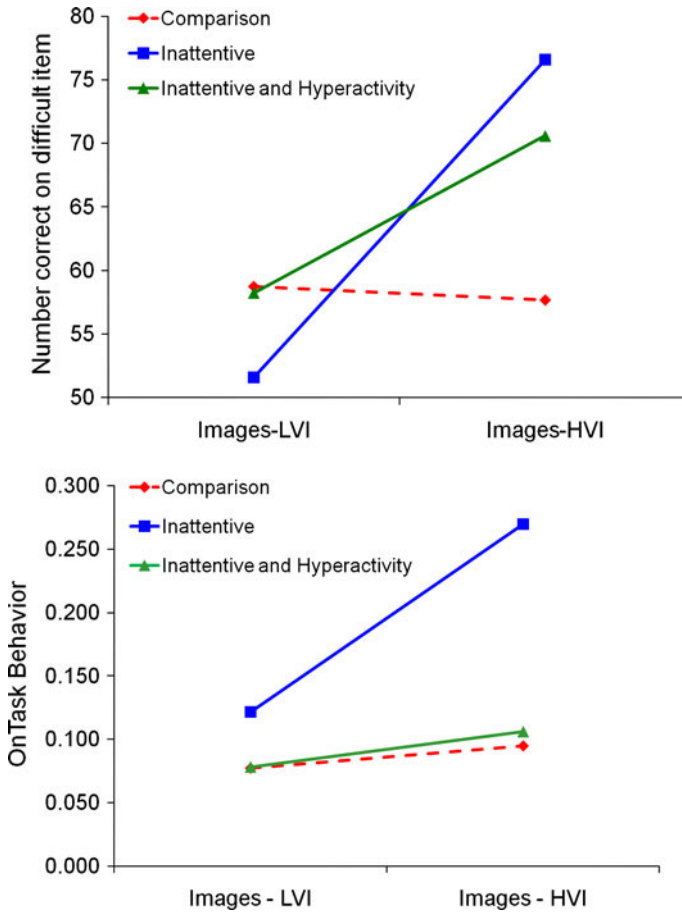 80
75
70
65
60
55
50
Number correct on difficult item
Comparison
Inattentive
Inattentive and Hyperactivity
Images-LVI Images-HVI
0.300
0.250
0.200
0.150
0.100
0.050
0.000
OnTask Behavior
Comparison
Inattentive
Inattentive and Hyperactivity
Images - LVI Images - HVI